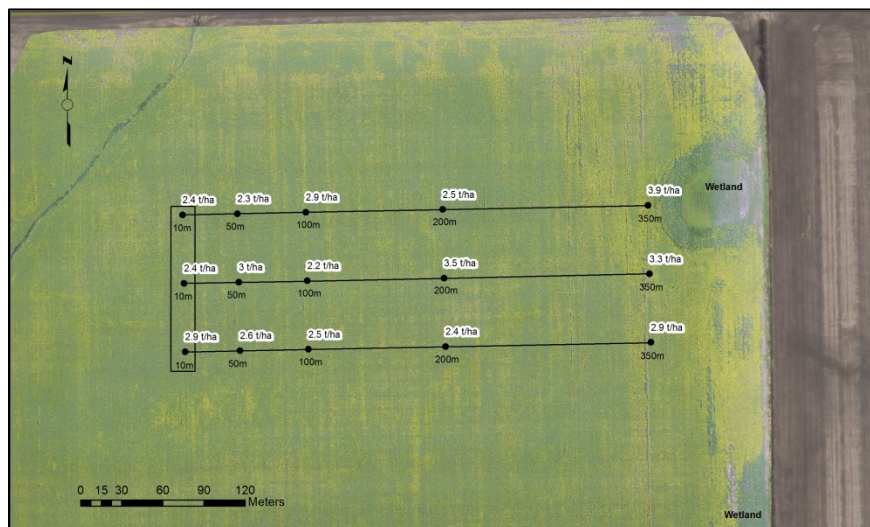 N
2.4 t/ha 2.3 t/ha 2.9 t/ha 2.5 t/ha 3.9 t/ha
Wetland
10m 50m 100m 200m 350m
2.4 t/ha 3 t/ha 2.2 t/ha 3.5 t/ha 3.3 t/ha
10m 50m 100m 200m 350m
2.9 t/ha 2.6 t/ha 2.5 t/ha 2.4 t/ha 2.9 t/ha
10m 50m 100m 200m 350m
0 15 30 60 90 120
Meters
Wetland